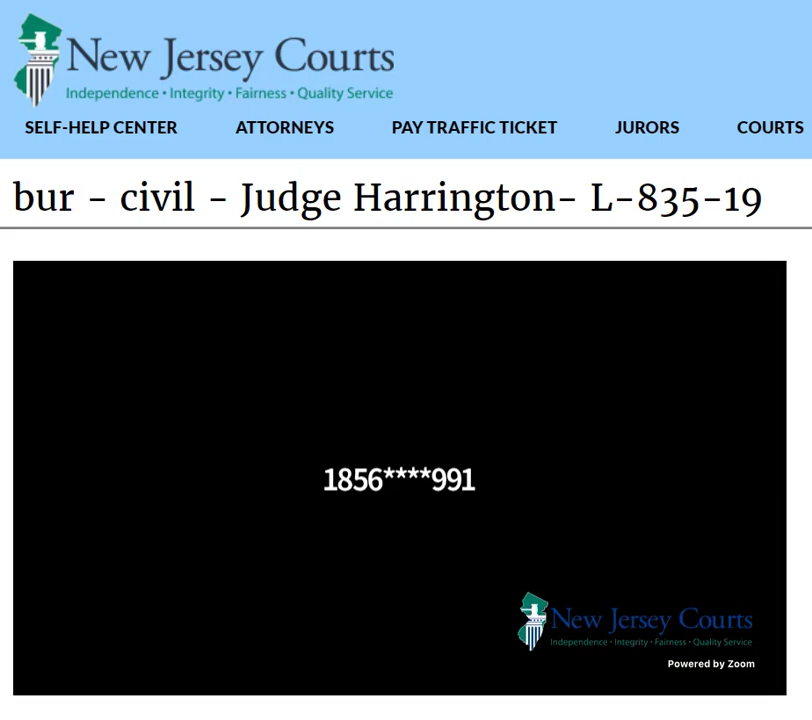 New Jersey Courts
Independence • Integrity • Fairness • Quality Service
SELF-HELP CENTER ATTORNEYS PAY TRAFFIC TICKET JURORS COURTS
bur - civil - Judge Harrington- L-835-19
1856****991
New Jersey Courts
Independence • Integrity • Fairness • Quality Service
Powered by Zoom